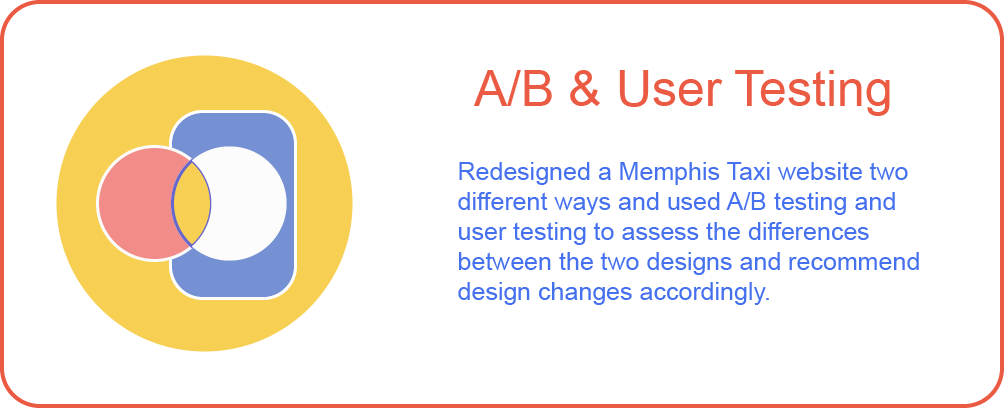 A/B & User Testing
Redesigned a Memphis Taxi website two
different ways and used A/B testing and
user testing to assess the differences
between the two designs and recommend
design changes accordingly.